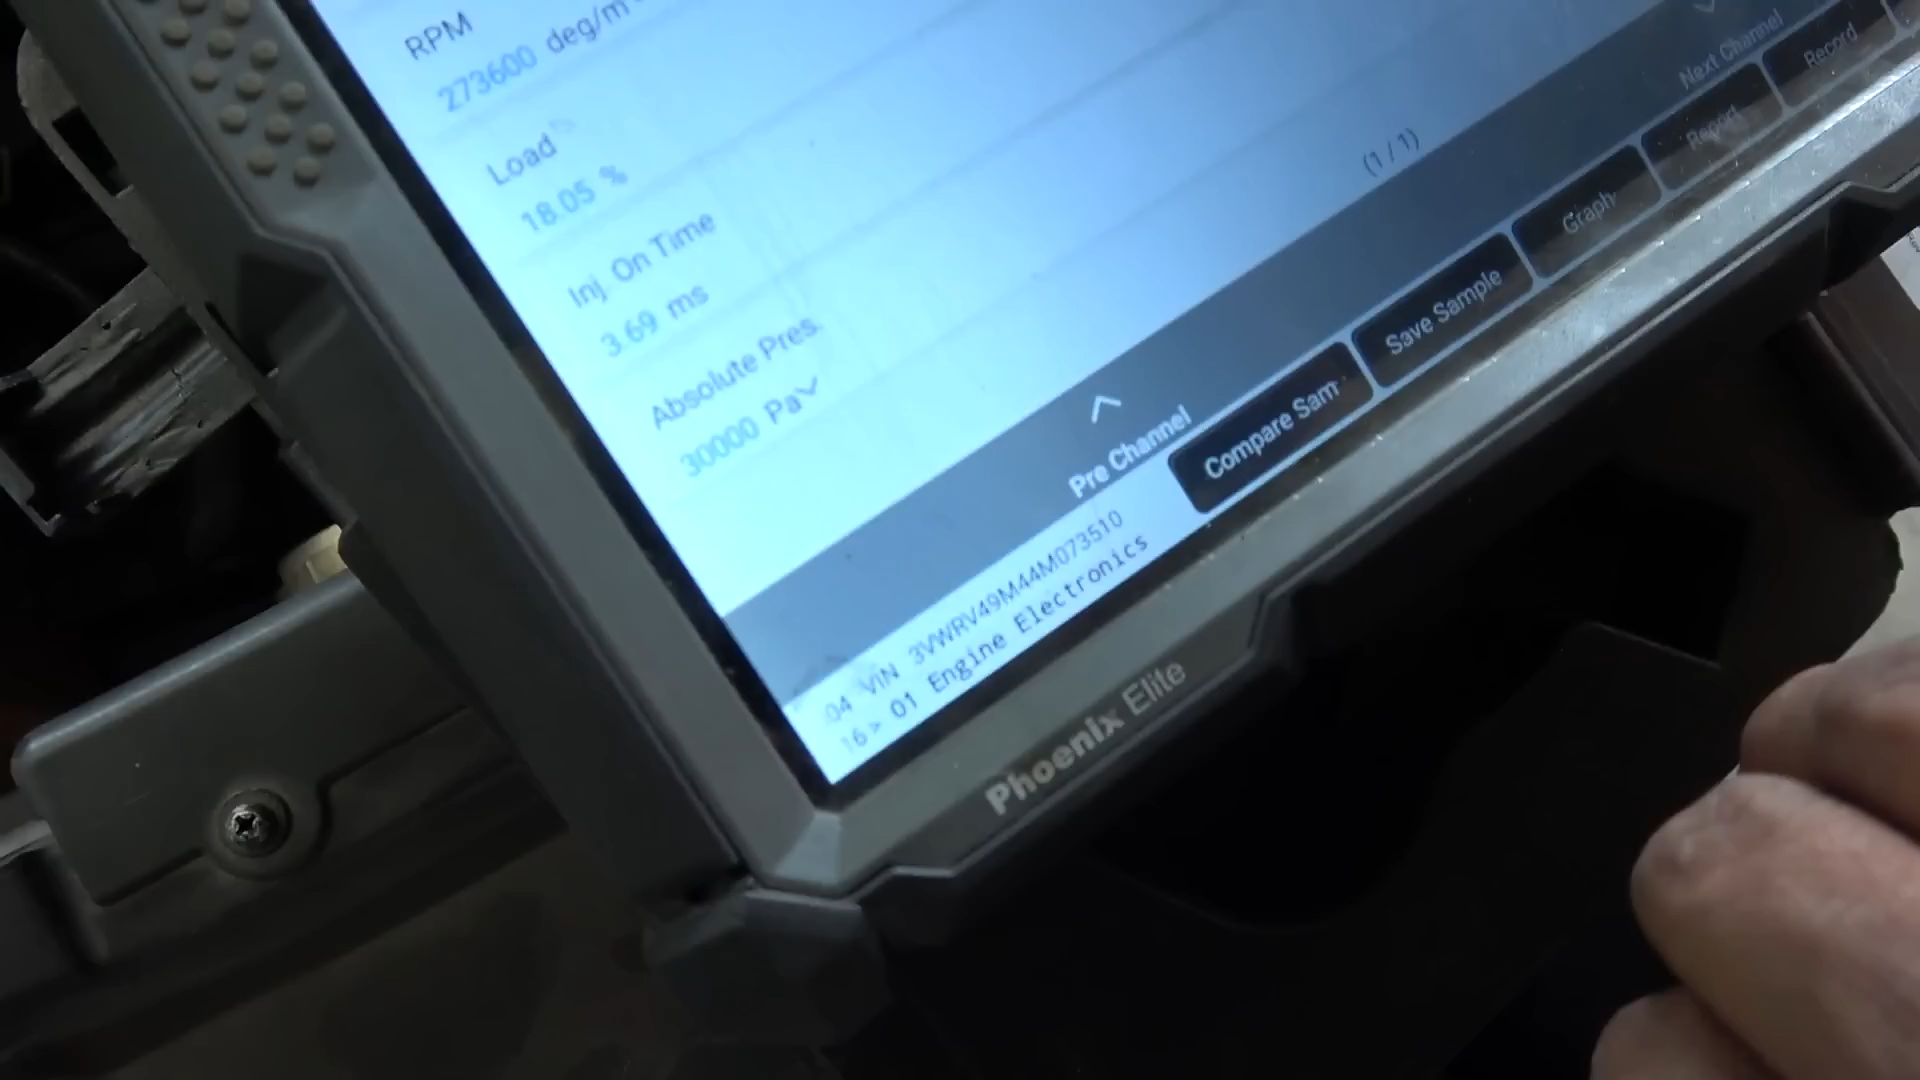 RPM
273600 deg/m
Load
18.05 %
Inj. On Time
3.69 ms
Absolute Pres.
30000 Pa
(1 / 1)
Pre Channel
Next Channel
Compare Sam
Save Sample
Graph
Report
Record
04 VIN 3VWRV49M44M073510
16> 01 Engine Electronics
Phoenix Elite